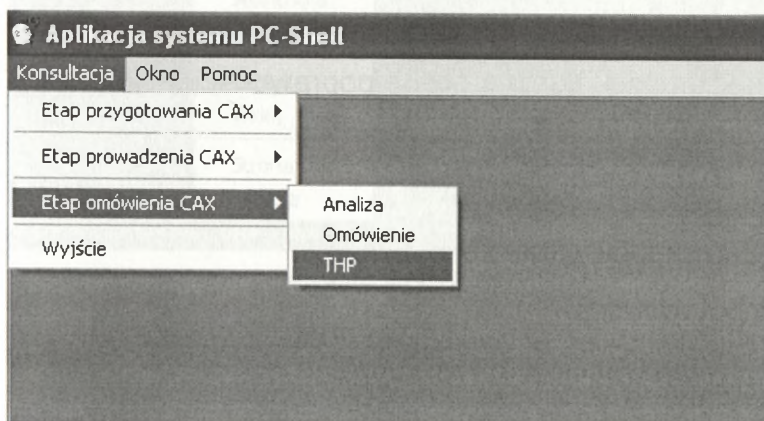 Aplikacja systemu PC-Shell
Konsultacja Okno Pomoc
Etap przygotowania CAX
Etap prowadzenia CAX
Etap omówienia CAX
Wyjście
Analiza
Omówienie
THP